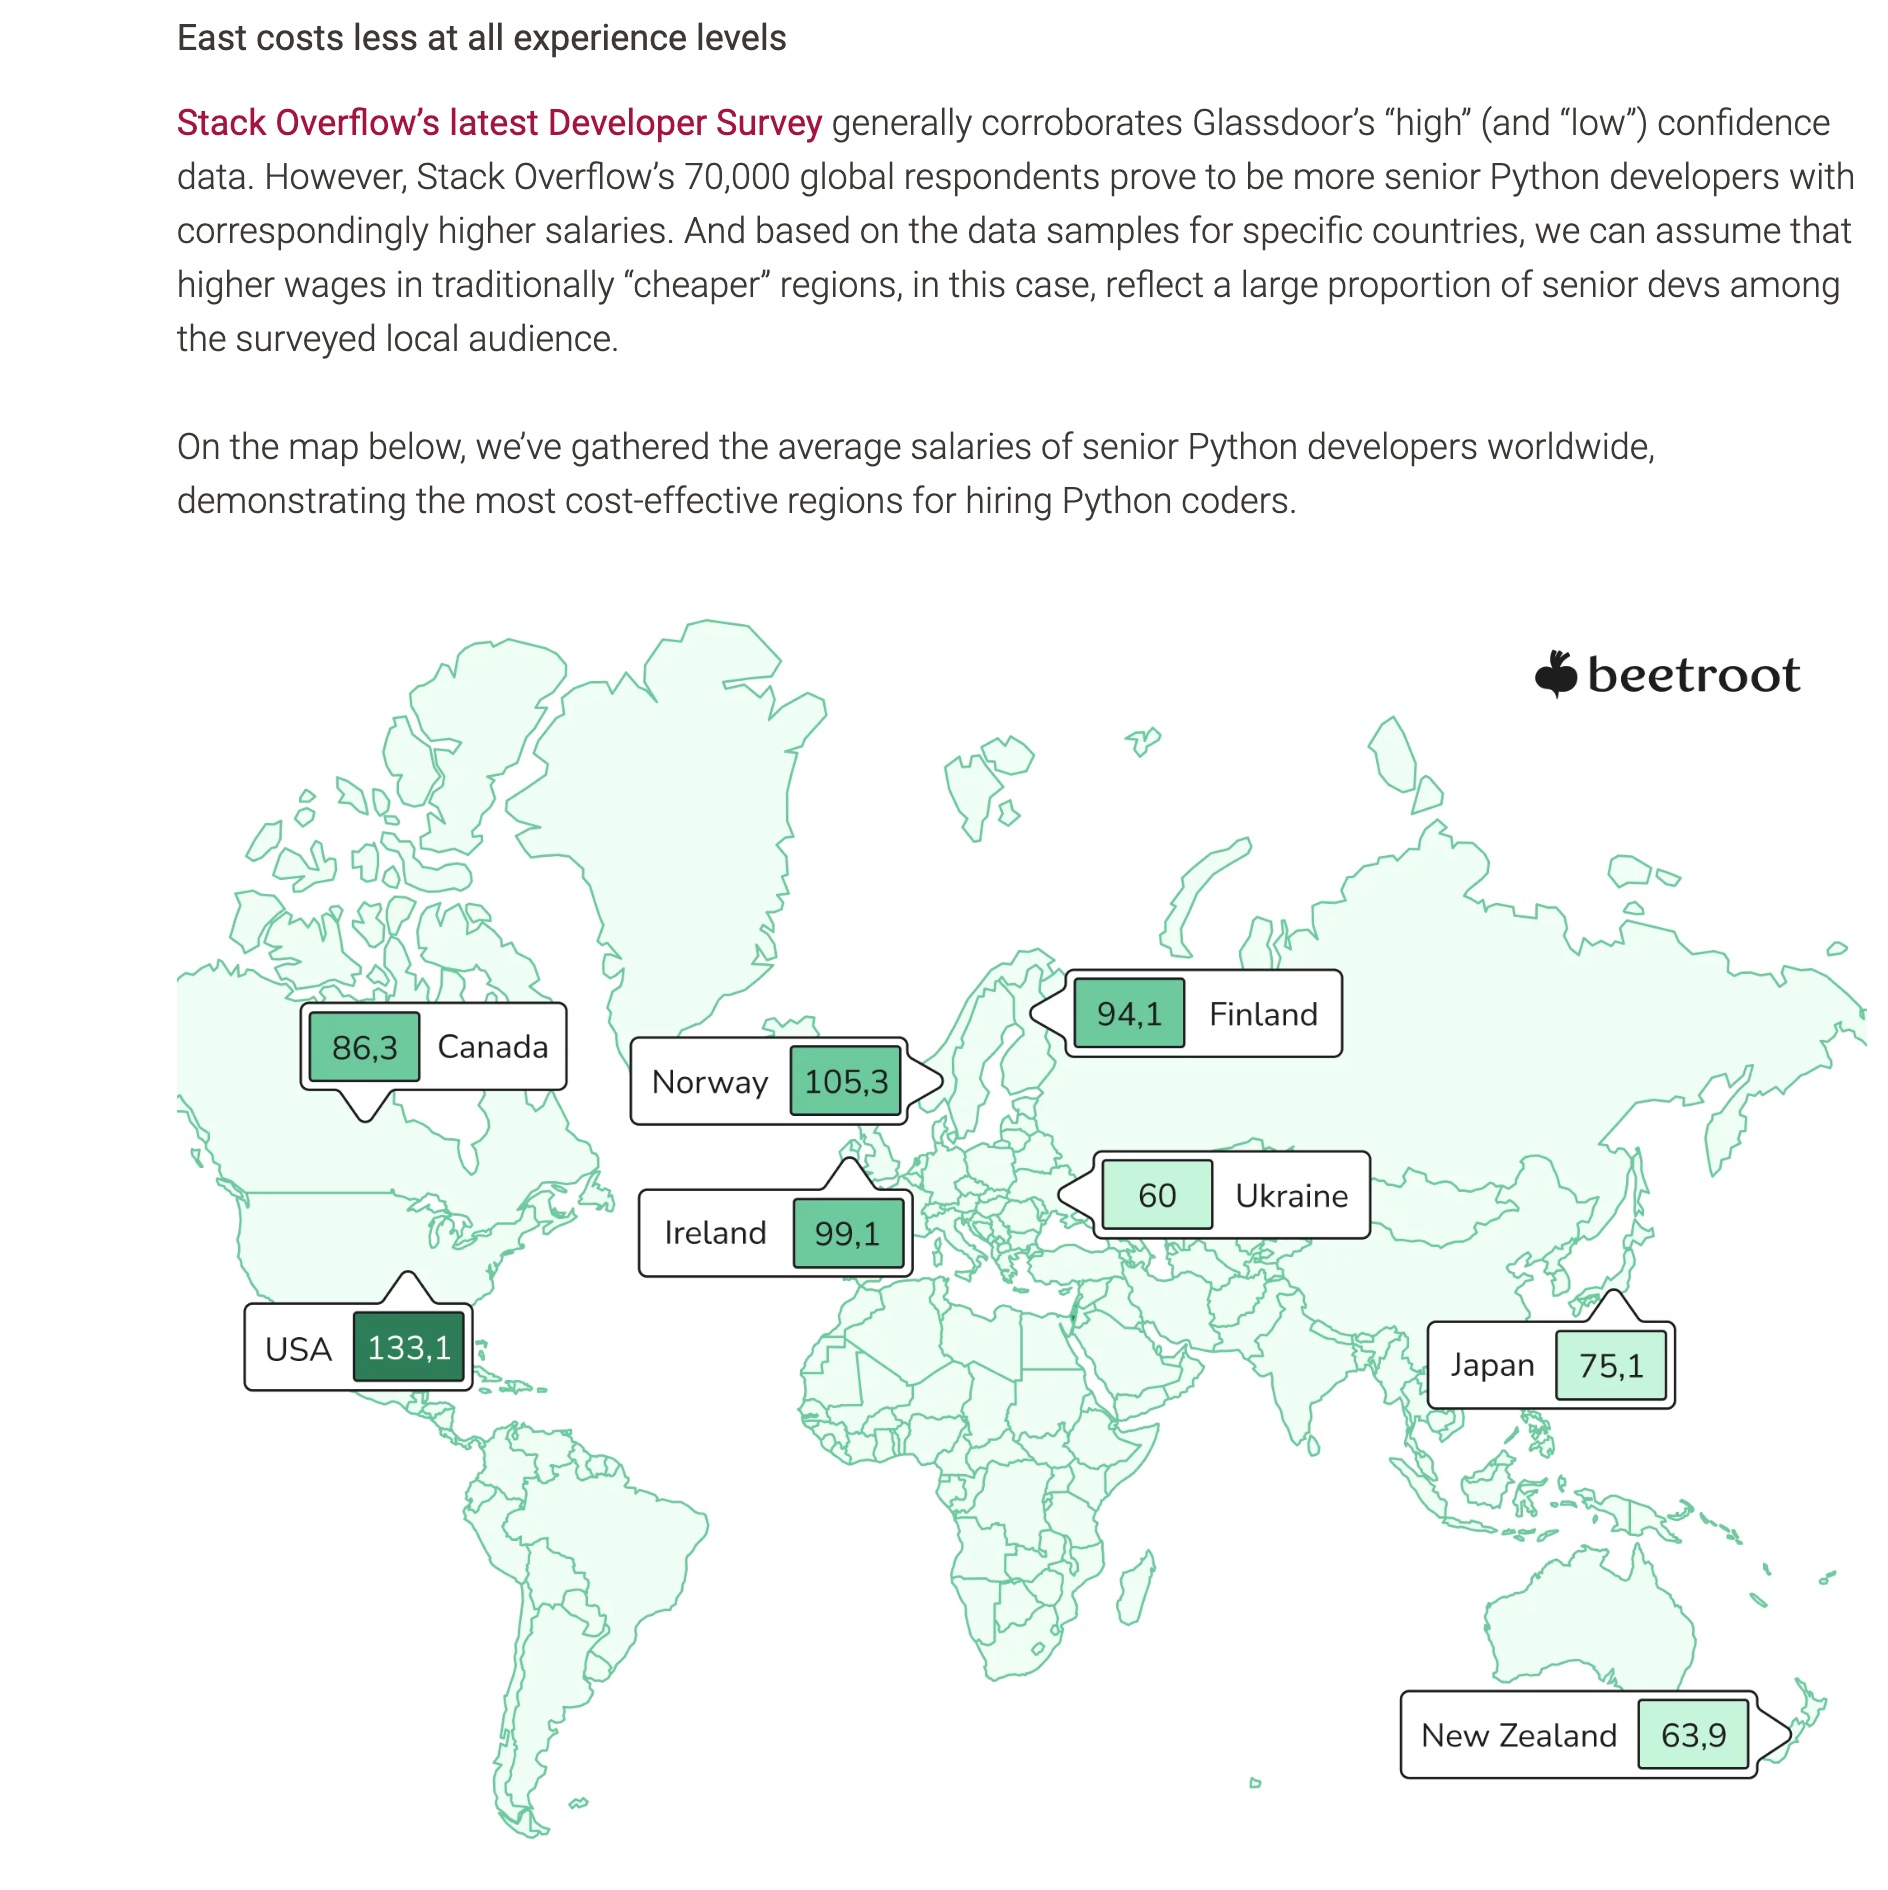 East costs less at all experience levels
Stack Overflow’s latest Developer Survey generally corroborates Glassdoor’s “high” (and “low”) confidence
data. However, Stack Overflow’s 70,000 global respondents prove to be more senior Python developers with
correspondingly higher salaries. And based on the data samples for specific countries, we can assume that
higher wages in traditionally “cheaper” regions, in this case, reflect a large proportion of senior devs among
the surveyed local audience.
On the map below, we’ve gathered the average salaries of senior Python developers worldwide,
demonstrating the most cost-effective regions for hiring Python coders.
beetroot
94,1 Finland
86,3 Canada
Norway 105,3
60 Ukraine
Ireland 99,1
USA 133,1
Japan 75,1
New Zealand 63,9